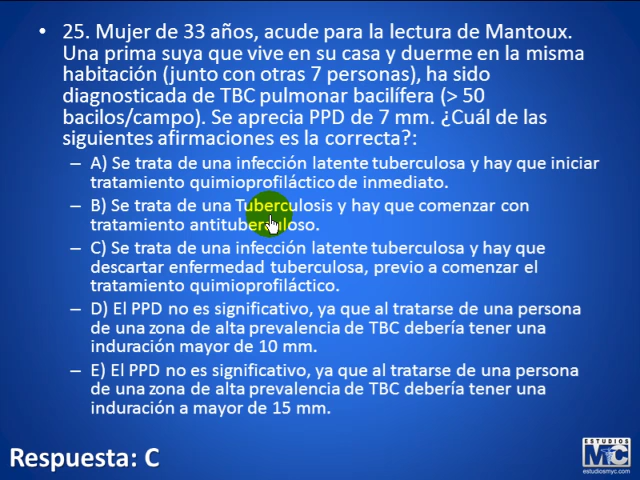 • 25. Mujer de 33 años, acude para la lectura de Mantoux.
Una prima suya que vive en su casa y duerme en la misma
habitación (junto con otras 7 personas), ha sido
diagnosticada de TBC pulmonar bacilífera (> 50
bacilos/campo). Se aprecia PPD de 7 mm. ¿Cuál de las
siguientes afirmaciones es la correcta?:
– A) Se trata de una infección latente tuberculosa y hay que iniciar
tratamiento quimioprofiláctico de inmediato.
– B) Se trata de una Tuberculosis y hay que comenzar con
tratamiento antituberculoso.
– C) Se trata de una infección latente tuberculosa y hay que
descartar enfermedad tuberculosa, previo a comenzar el
tratamiento quimioprofiláctico.
– D) El PPD no es significativo, ya que al tratarse de una persona
de una zona de alta prevalencia de TBC debería tener una
induración mayor de 10 mm.
– E) El PPD no es significativo, ya que al tratarse de una persona
de una zona de alta prevalencia de TBC debería tener una
induración a mayor de 15 mm.
Respuesta: C
ESTUDIOS
MYC
estudiosmyc.com